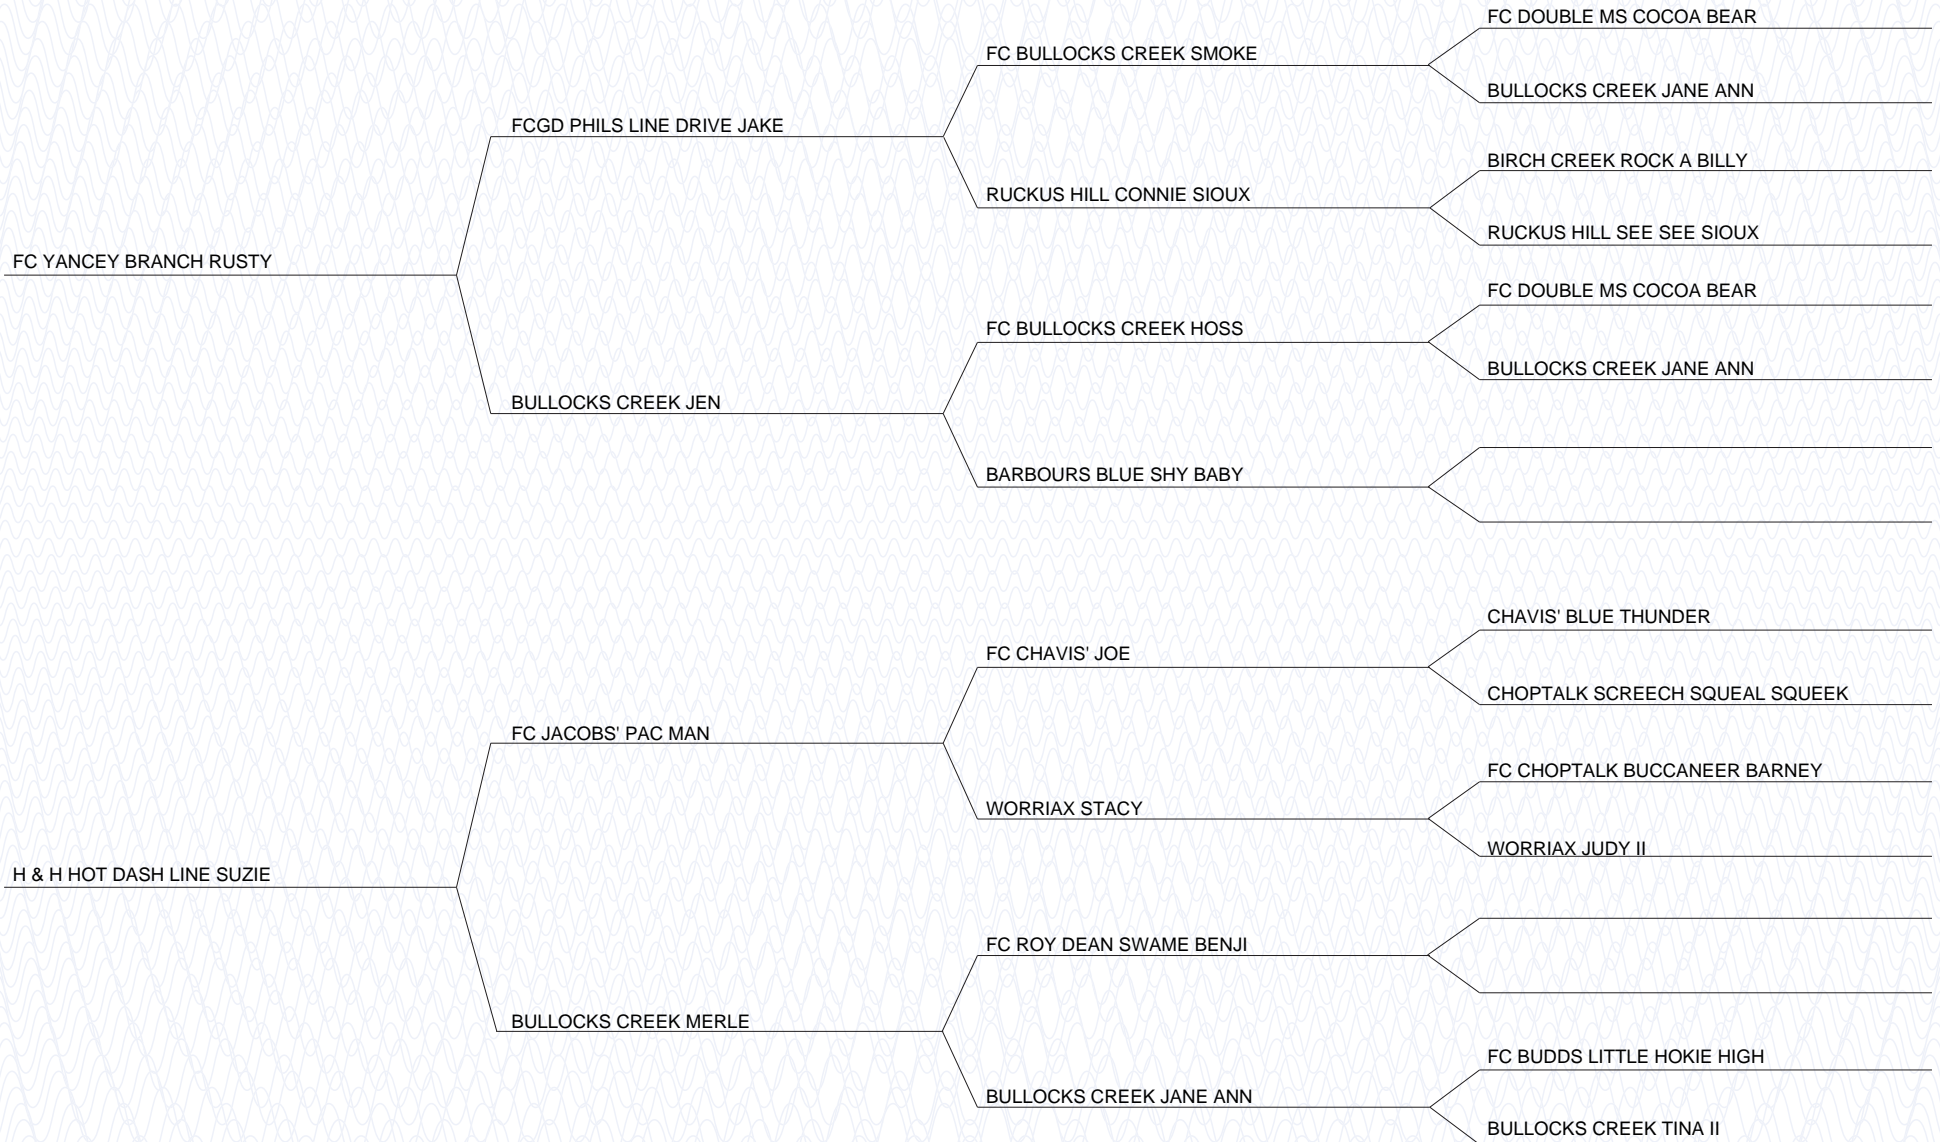 FC DOUBLE MS COCOA BEAR
FC BULLOCKS CREEK SMOKE
BULLOCKS CREEK JANE ANN
FCGD PHILS LINE DRIVE JAKE
BIRCH CREEK ROCK A BILLY
RUCKUS HILL CONNIE SIOUX
RUCKUS HILL SEE SEE SIOUX
FC YANCEY BRANCH RUSTY
FC DOUBLE MS COCOA BEAR
FC BULLOCKS CREEK HOSS
BULLOCKS CREEK JANE ANN
BULLOCKS CREEK JEN
BARBOURS BLUE SHY BABY
CHAVIS' BLUE THUNDER
FC CHAVIS' JOE
CHOPTALK SCREECH SQUEAL SQUEEK
FC JACOBS' PAC MAN
FC CHOPTALK BUCCANEER BARNEY
WORRIAX STACY
WORRIAX JUDY II
H & H HOT DASH LINE SUZIE
FC ROY DEAN SWAME BENJI
BULLOCKS CREEK MERLE
FC BUDDS LITTLE HOKIE HIGH
BULLOCKS CREEK JANE ANN
BULLOCKS CREEK TINA II